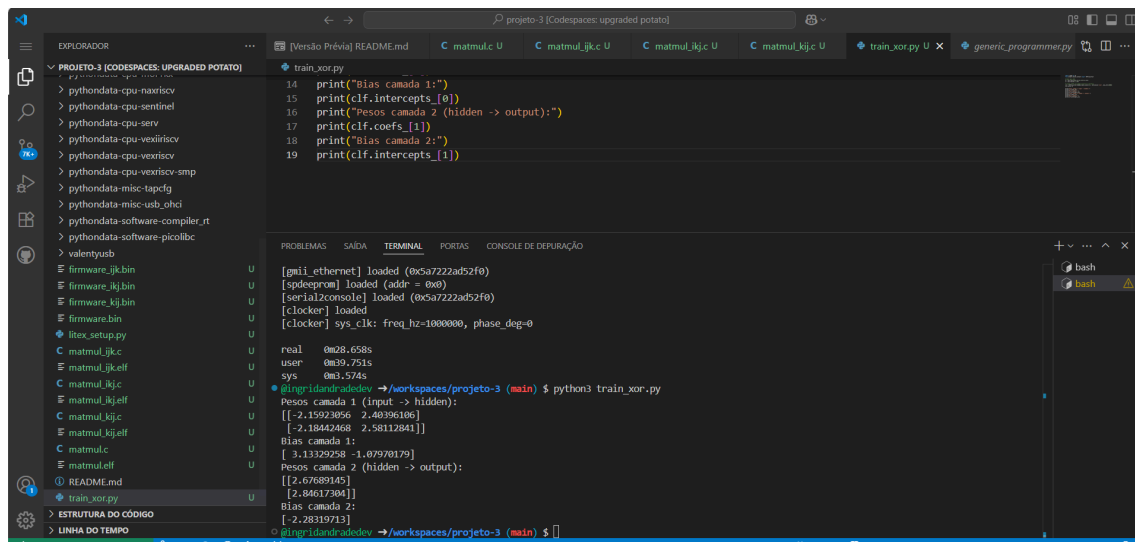 projeto-3 [Codespaces: upgraded potato]
EXPLORADOR
[Versão Prévia] README.md
matmul.c U
matmul_ijk.c U
matmul_ikj.c U
matmul_kij.c U
train_xor.py U
generic_programmer.py
PROJETO-3 [CODESPACES: UPGRADED POTATO]
train_xor.py
pythondata-cpu-naxriscv
pythondata-cpu-sentinel
pythondata-cpu-serv
pythondata-cpu-vexiiriscv
pythondata-cpu-vexriscv
pythondata-cpu-vexriscv-smp
pythondata-misc-tapcfg
pythondata-misc-usb_ohci
pythondata-software-compiler_rt
pythondata-software-picolibc
valentyusb
firmware_ijk.bin U
firmware_ikj.bin U
firmware_kij.bin U
firmware.bin U
litex_setup.py U
C matmul_ijk.c U
matmul_ijk.elf U
C matmul_ikj.c U
matmul_ikj.elf U
C matmul_kij.c U
matmul_kij.elf U
C matmul.c U
matmul.elf U
README.md
train_xor.py U
ESTRUTURA DO CÓDIGO
LINHA DO TEMPO
7K+
1
14 print("Bias camada 1:")
15 print(clf.intercepts_[0])
16 print("Pesos camada 2 (hidden -> output):")
17 print(clf.coefs_[1])
18 print("Bias camada 2:")
19 print(clf.intercepts_[1])
PROBLEMAS SAÍDA TERMINAL PORTAS CONSOLE DE DEPURAÇÃO
bash
bash
[gmii_ethernet] loaded (0x5a7222ad52f0)
[spdeeprom] loaded (addr = 0x0)
[serial2console] loaded (0x5a7222ad52f0)
[clocker] loaded
[clocker] sys_clk: freq_hz=1000000, phase_deg=0
real 0m28.658s
user 0m39.751s
sys 0m3.574s
@ingridandradedev ➜/workspaces/projeto-3 (main) $ python3 train_xor.py
Pesos camada 1 (input -> hidden):
[[-2.15923056 2.40396106]
[-2.18442468 2.58112841]]
Bias camada 1:
[ 3.13329258 -1.07970179]
Pesos camada 2 (hidden -> output):
[[2.67689145]
[2.84617304]]
Bias camada 2:
[-2.28319713]
@ingridandradedev ➜/workspaces/projeto-3 (main) $